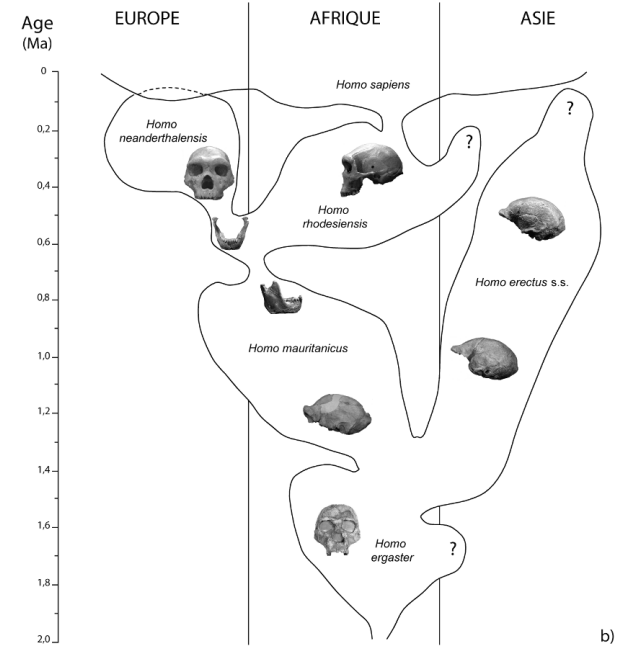 Age
(Ma)
EUROPE
AFRIQUE
ASIE
0
Homo sapiens
?
Homo
neanderthalensis
0,2
?
0,4
Homo
rhodesiensis
0,6
Homo erectus s.s.
0,8
Homo mauritanicus
1,0
1,2
1,4
1,6
Homo
ergaster
?
1,8
2,0
b)